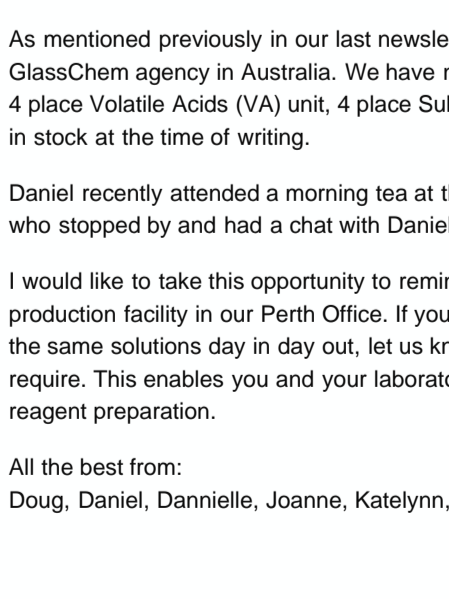 As mentioned previously in our last newsle
GlassChem agency in Australia. We have
4 place Volatile Acids (VA) unit, 4 place Sul
in stock at the time of writing.
Daniel recently attended a morning tea at
who stopped by and had a chat with Daniel
I would like to take this opportunity to remin
production facility in our Perth Office. If you
the same solutions day in day out, let us kn
require. This enables you and your laborato
reagent preparation.
All the best from:
Doug, Daniel, Dannielle, Joanne, Katelynn,